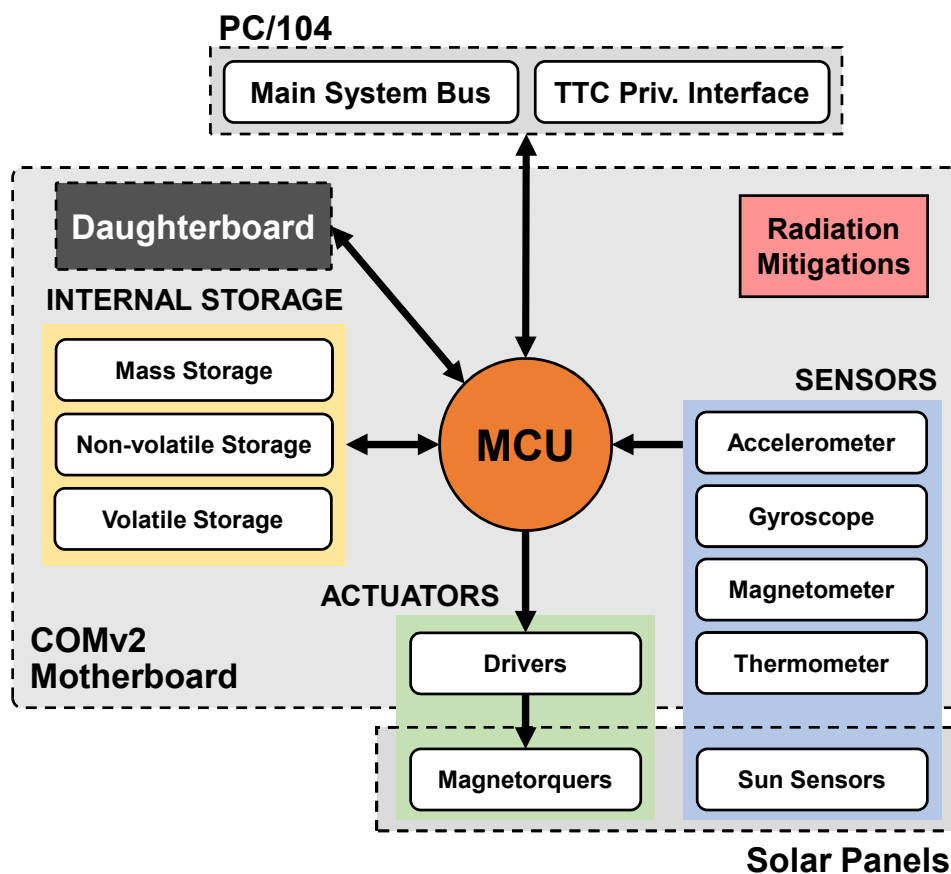 PC/104
Main System Bus
TTC Priv. Interface
Daughterboard
Radiation
Mitigations
INTERNAL STORAGE
Mass Storage
Non-volatile Storage
Volatile Storage
MCU
SENSORS
Accelerometer
Gyroscope
Magnetometer
Thermometer
ACTUATORS
Drivers
COMv2
Motherboard
Magnetorquers
Sun Sensors
Solar Panels